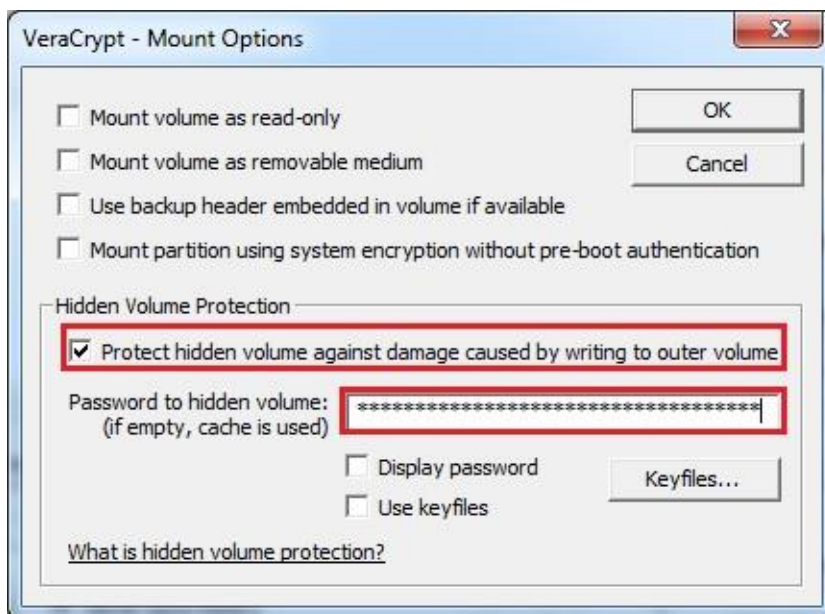 VeraCrypt - Mount Options
Mount volume as read-only
OK
Mount volume as removable medium
Cancel
Use backup header embedded in volume if available
Mount partition using system encryption without pre-boot authentication
Hidden Volume Protection
Protect hidden volume against damage caused by writing to outer volume
Password to hidden volume:
(if empty, cache is used)
***********************************
Display password
Keyfiles...
Use keyfiles
What is hidden volume protection?